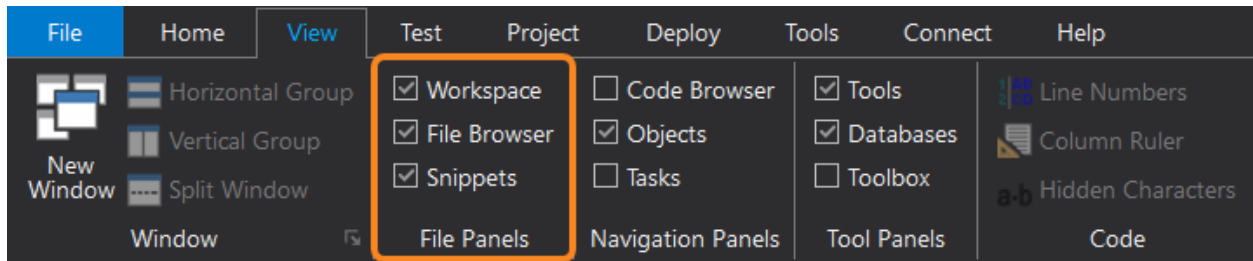 File Home View Test Project Deploy Tools Connect Help
New
Window
Horizontal Group
Vertical Group
Split Window
Window
Workspace
File Browser
Snippets
File Panels
Code Browser
Objects
Tasks
Navigation Panels
Tools
Databases
Toolbox
Tool Panels
Line Numbers
Column Ruler
a-b Hidden Characters
Code